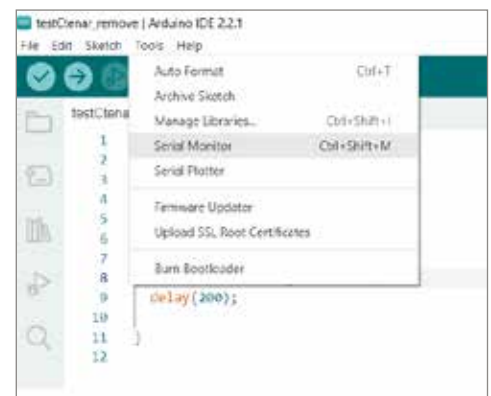 testCtenar_remove | Arduino IDE 2.2.1
File Edit Sketch Tools Help
Auto Format Ctrl+T
Archive Sketch
testCtena
Manage Libraries... Ctrl+Shift+I
1
Serial Monitor Ctrl+Shift+M
2
3
Serial Plotter
4
Firmware Updater
5
Upload SSL Root Certificates
6
7
Burn Bootloader
8
9 delay(200);
10
11 }
12